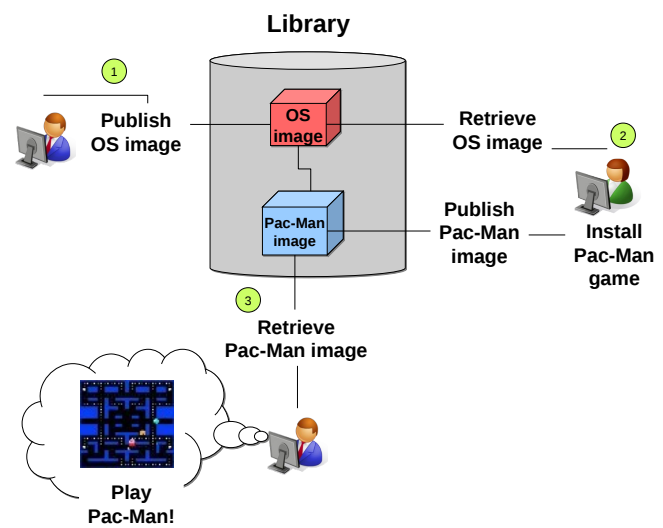 Library
1
Publish
OS image
OS
image
Retrieve
OS image
2
Pac-Man
image
Publish
Pac-Man
image
Install
Pac-Man
game
3
Retrieve
Pac-Man image
Play
Pac-Man!